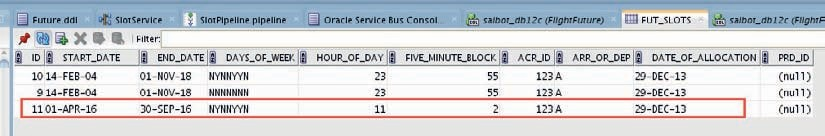 Future.ddl
SlotService
SlotPipeline pipeline
Oracle Service Bus Consol...
saibot_db12c (FlightFuture)
FUT_SLOTS
saibot_db12c (FlightF
Filter:
ID START_DATE END_DATE DAYS_OF_WEEK HOUR_OF_DAY FIVE_MINUTE_BLOCK ACR_ID ARR_OR_DEP DATE_OF_ALLOCATION PRD_ID
10 14-FEB-04 01-NOV-18 NYNNYYN 23 55 123 A 29-DEC-13 (null)
9 14-FEB-04 01-NOV-18 NNNNNNN 23 55 123 A 29-DEC-13 (null)
11 01-APR-16 30-SEP-16 NYNNYYN 11 2 123 A 29-DEC-13 (null)